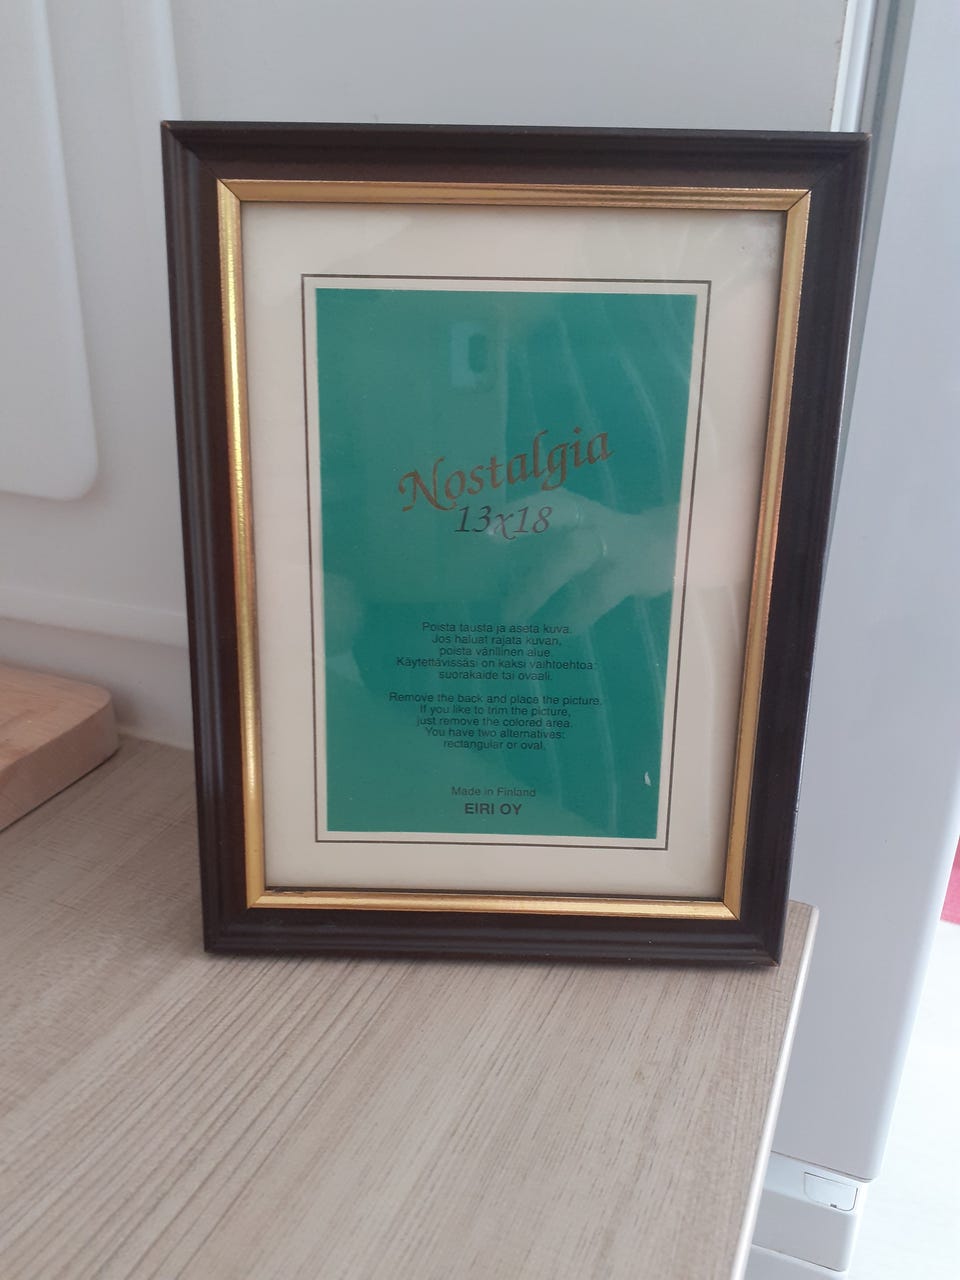 Nostalgia
13x18
Poista tausta ja aseta kuva.
Jos haluat rajata kuvan,
poista värillinen alue.
Käytettävissäsi on kaksi vaihtoehtoa:
suorakaide tai ovaali.
Remove the back and place the picture.
If you like to trim the picture,
just remove the colored area.
You have two alternatives:
rectangular or oval.
Made in Finland
EIRI OY